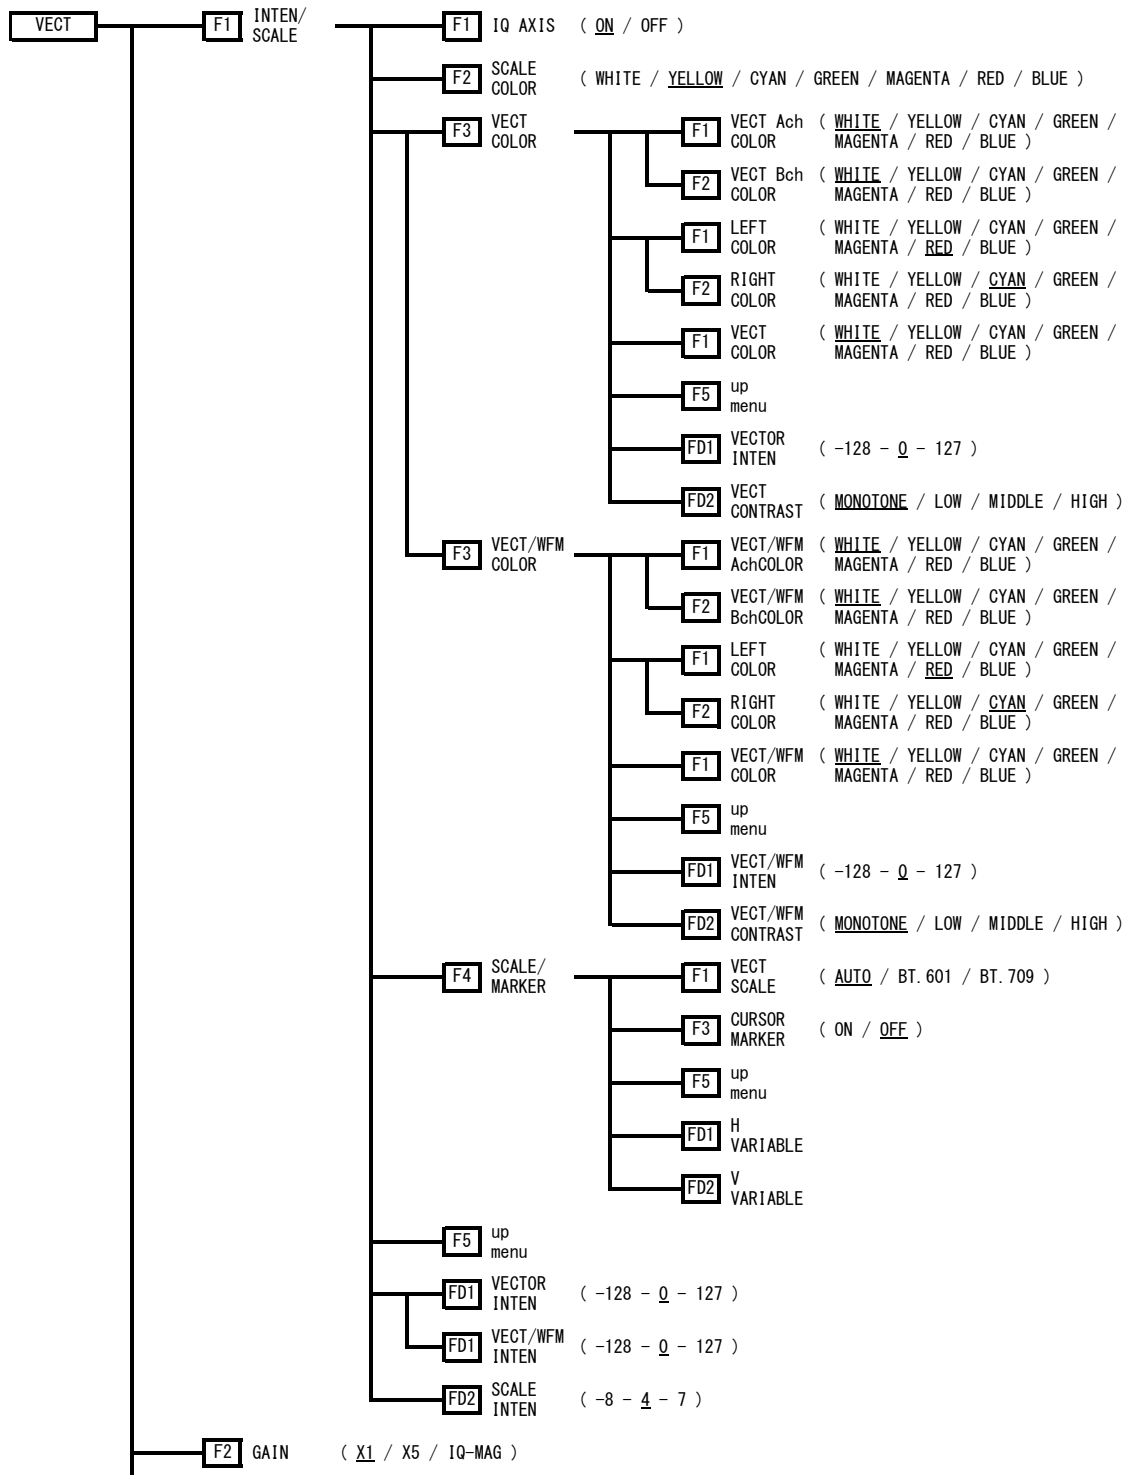 VECT
F1 INTEN/
SCALE
F1 IQ AXIS ( ON / OFF )
F2 SCALE
COLOR ( WHITE / YELLOW / CYAN / GREEN / MAGENTA / RED / BLUE )
F3 VECT
COLOR
F1 VECT Ach ( WHITE / YELLOW / CYAN / GREEN /
COLOR MAGENTA / RED / BLUE )
F2 VECT Bch ( WHITE / YELLOW / CYAN / GREEN /
COLOR MAGENTA / RED / BLUE )
F1 LEFT ( WHITE / YELLOW / CYAN / GREEN /
COLOR MAGENTA / RED / BLUE )
F2 RIGHT ( WHITE / YELLOW / CYAN / GREEN /
COLOR MAGENTA / RED / BLUE )
F1 VECT ( WHITE / YELLOW / CYAN / GREEN /
COLOR MAGENTA / RED / BLUE )
F5 up
menu
FD1 VECTOR
INTEN ( -128 - 0 - 127 )
FD2 VECT
CONTRAST ( MONOTONE / LOW / MIDDLE / HIGH )
F3 VECT/WFM
COLOR
F1 VECT/WFM ( WHITE / YELLOW / CYAN / GREEN /
AchCOLOR MAGENTA / RED / BLUE )
F2 VECT/WFM ( WHITE / YELLOW / CYAN / GREEN /
BchCOLOR MAGENTA / RED / BLUE )
F1 LEFT ( WHITE / YELLOW / CYAN / GREEN /
COLOR MAGENTA / RED / BLUE )
F2 RIGHT ( WHITE / YELLOW / CYAN / GREEN /
COLOR MAGENTA / RED / BLUE )
F1 VECT/WFM ( WHITE / YELLOW / CYAN / GREEN /
COLOR MAGENTA / RED / BLUE )
F5 up
menu
FD1 VECT/WFM
INTEN ( -128 - 0 - 127 )
FD2 VECT/WFM
CONTRAST ( MONOTONE / LOW / MIDDLE / HIGH )
F4 SCALE/
MARKER
F1 VECT
SCALE ( AUTO / BT.601 / BT.709 )
F3 CURSOR
MARKER ( ON / OFF )
F5 up
menu
FD1 H
VARIABLE
FD2 V
VARIABLE
F5 up
menu
FD1 VECTOR
INTEN ( -128 - 0 - 127 )
FD1 VECT/WFM
INTEN ( -128 - 0 - 127 )
FD2 SCALE
INTEN ( -8 - 4 - 7 )
F2 GAIN ( X1 / X5 / IQ-MAG )